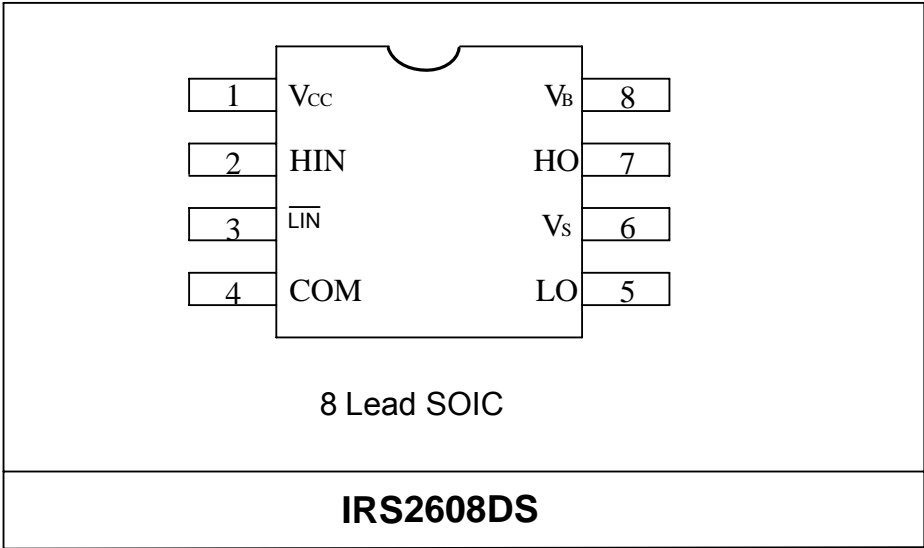 1 VCC VB 8
2 HIN HO 7
3 LIN VS 6
4 COM LO 5
8 Lead SOIC
IRS2608DS